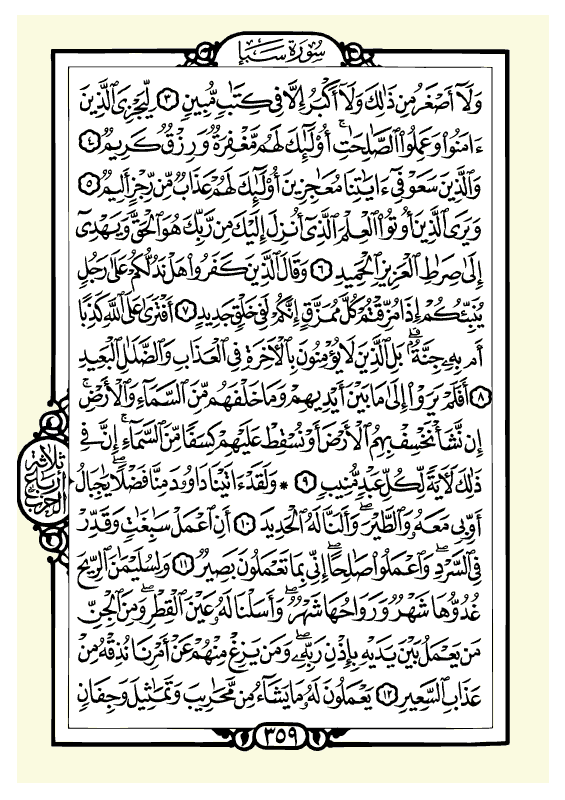 سُورَةُ سَبَإٍ
وَلَآ أَصْغَرُ مِن ذَٰلِكَ وَلَآ أَكْبَرُ إِلَّا فِى كِتَٰبٍ مُّبِينٍ ٣ لِّيَجْزِىَ ٱلَّذِينَ
ءَامَنُوا۟ وَعَمِلُوا۟ ٱلصَّٰلِحَٰتِ ۚ أُو۟لَٰٓئِكَ لَهُم مَّغْفِرَةٌ وَرِزْقٌ كَرِيمٌ ٤
وَٱلَّذِينَ سَعَوْ فِىٓ ءَايَٰتِنَا مُعَٰجِزِينَ أُو۟لَٰٓئِكَ لَهُمْ عَذَابٌ مِّن رِّجْزٍ أَلِيمٌ ٥
وَيَرَى ٱلَّذِينَ أُوتُوا۟ ٱلْعِلْمَ ٱلَّذِىٓ أُنزِلَ إِلَيْكَ مِن رَّبِّكَ هُوَ ٱلْحَقَّ وَيَهْدِىٓ
إِلَىٰ صِرَٰطِ ٱلْعَزِيزِ ٱلْحَمِيدِ ٦ وَقَالَ ٱلَّذِينَ كَفَرُوا۟ هَلْ نَدُلُّكُمْ عَلَىٰ رَجُلٍ
يُنَبِّئُكُمْ إِذَا مُزِّقْتُمْ كُلَّ مُمَزَّقٍ إِنَّكُمْ لَفِى خَلْقٍ جَدِيدٍ ٧ أَفْتَرَىٰ عَلَى ٱللَّهِ كَذِبًا
أَم بِهِۦ جِنَّةٌۢ ۗ بَلِ ٱلَّذِينَ لَا يُؤْمِنُونَ بِٱلْءَاخِرَةِ فِى ٱلْعَذَابِ وَٱلضَّلَٰلِ ٱلْبَعِيدِ
٨ أَفَلَمْ يَرَوْا۟ إِلَىٰ مَا بَيْنَ أَيْدِيهِمْ وَمَا خَلْفَهُم مِّنَ ٱلسَّمَآءِ وَٱلْأَرْضِ ۚ
إِن نَّشَأْ نَخْسِفْ بِهِمُ ٱلْأَرْضَ أَوْ نُسْقِطْ عَلَيْهِمْ كِسَفًا مِّنَ ٱلسَّمَآءِ ۚ إِنَّ فِى
ذَٰلِكَ لَءَايَةً لِّكُلِّ عَبْدٍ مُّنِيبٍ ٩ * وَلَقَدْ ءَاتَيْنَا دَاوُۥدَ مِنَّا فَضْلًا ۖ يَٰجِبَالُ
أَوِّبِى مَعَهُۥ وَٱلطَّيْرَ ۖ وَأَلَنَّا لَهُ ٱلْحَدِيدَ ١٠ أَنِ ٱعْمَلْ سَٰبِغَٰتٍ وَقَدِّرْ
فِى ٱلسَّرْدِ ۖ وَٱعْمَلُوا۟ صَٰلِحًا ۖ إِنِّى بِمَا تَعْمَلُونَ بَصِيرٌ ١١ وَلِسُلَيْمَٰنَ ٱلرِّيحَ
غُدُوُّهَا شَهْرٌ وَرَوَاحُهَا شَهْرٌ ۖ وَأَسَلْنَا لَهُۥ عَيْنَ ٱلْقِطْرِ ۖ وَمِنَ ٱلْجِنِّ
مَن يَعْمَلُ بَيْنَ يَدَيْهِ بِإِذْنِ رَبِّهِۦ ۖ وَمَن يَزِغْ مِنْهُمْ عَنْ أَمْرِنَا نُذِقْهُ مِنْ
عَذَابِ ٱلسَّعِيرِ ١٢ يَعْمَلُونَ لَهُۥ مَا يَشَآءُ مِن مَّحَٰرِيبَ وَتَمَٰثِيلَ وَجِفَانٍ
ثلاثة
أرباع
الحزب
٣٥٩